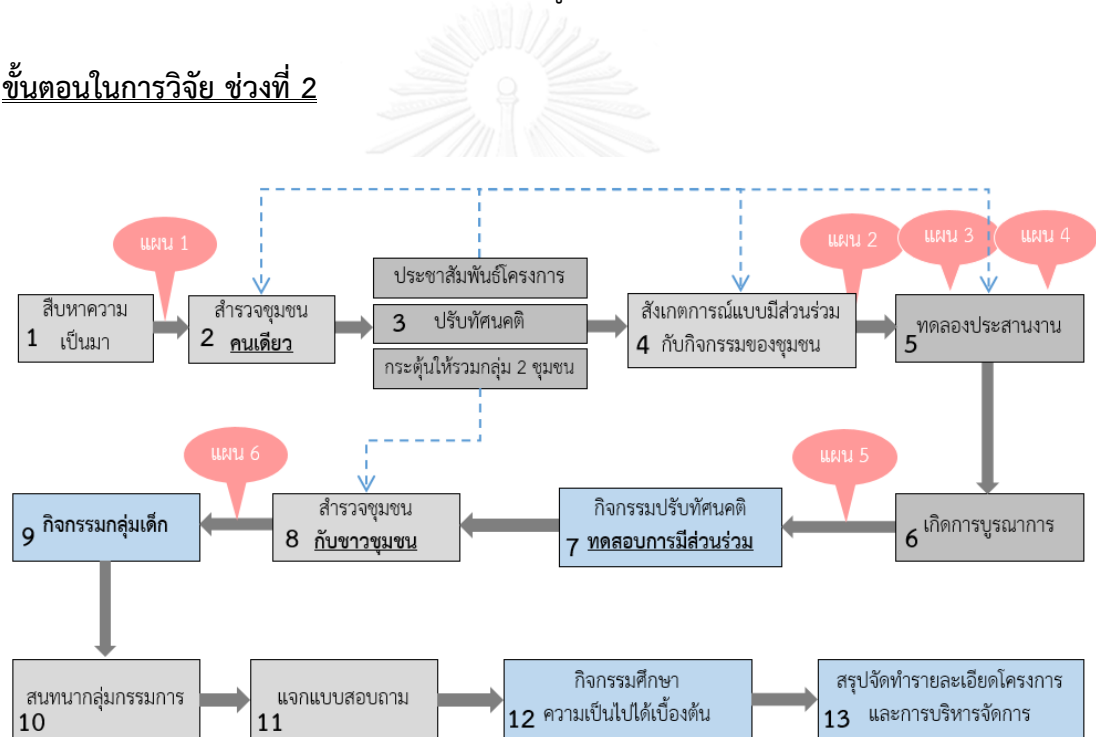 ขั้นตอนในการวิจัย ช่วงที่ 2
แผน 1
แผน 2
แผน 3
แผน 4
สืบหาความ
1 เป็นมา
สำรวจชุมชน
2 คนเดียว
ประชาสัมพันธ์โครงการ
3 ปรับทัศนคติ
กระตุ้นให้รวมกลุ่ม 2 ชุมชน
สังเกตการณ์แบบมีส่วนร่วม
4 กับกิจกรรมของชุมชน
ทดลองประสานงาน
5
แผน 6
แผน 5
กิจกรรมกลุ่มเด็ก
9
สำรวจชุมชน
8 กับชาวชุมชน
กิจกรรมปรับทัศนคติ
7 ทดสอบการมีส่วนร่วม
เกิดการบูรณาการ
6
สนทนากลุ่มกรรมการ
10
แจกแบบสอบถาม
11
กิจกรรมศึกษา
12 ความเป็นไปได้เบื้องต้น
สรุปจัดทำรายละเอียดโครงการ
13 และการบริหารจัดการ